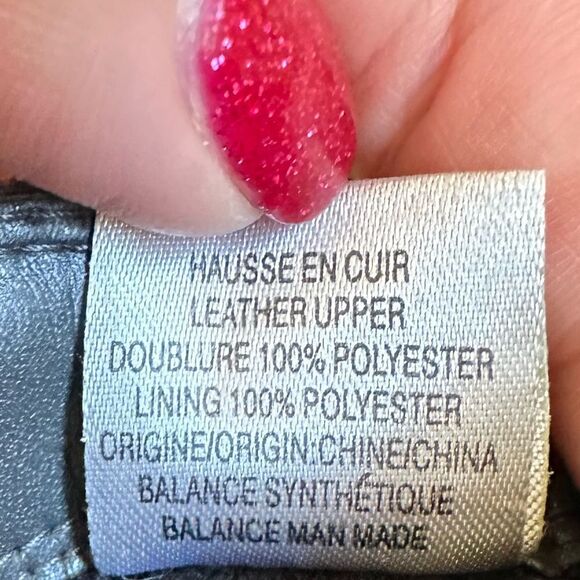 HAUSSE EN CUIR
LEATHER UPPER
DOUBLURE 100% POLYESTER
LINING 100% POLYESTER
ORIGINE/ORIGIN:CHINE/CHINA
BALANCE SYNTHÉTIQUE
BALANCE MAN MADE